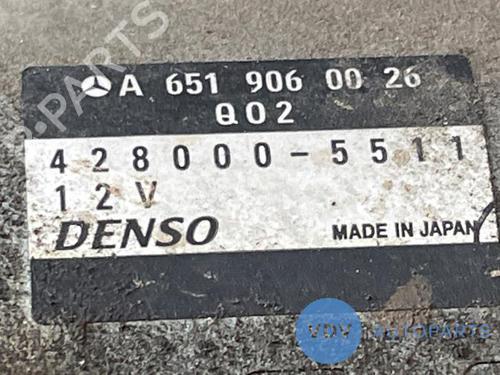 A 651 906 00 26
Q02
428000-5511
12V
DENSO
MADE IN JAPAN
VDV AUTOPARTS